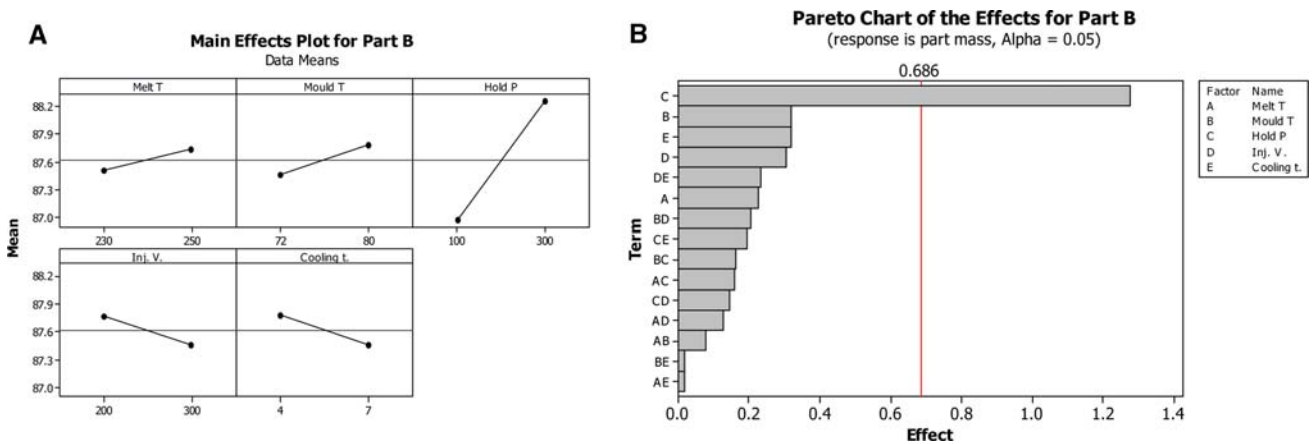 A
Main Effects Plot for Part B
Data Means
Melt T Mould T Hold P
88.2
87.9
87.6
87.3
87.0
230 250 72 80 100 300
Mean
Inj. V. Cooling t.
88.2
87.9
87.6
87.3
87.0
200 300 4 7
B
Pareto Chart of the Effects for Part B
(response is part mass, Alpha = 0.05)
0.686
Term
C
B
E
D
DE
A
BD
CE
BC
AC
CD
AD
AB
BE
AE
0.0 0.2 0.4 0.6 0.8 1.0 1.2 1.4
Effect
Factor Name
A Melt T
B Mould T
C Hold P
D Inj. V.
E Cooling t.